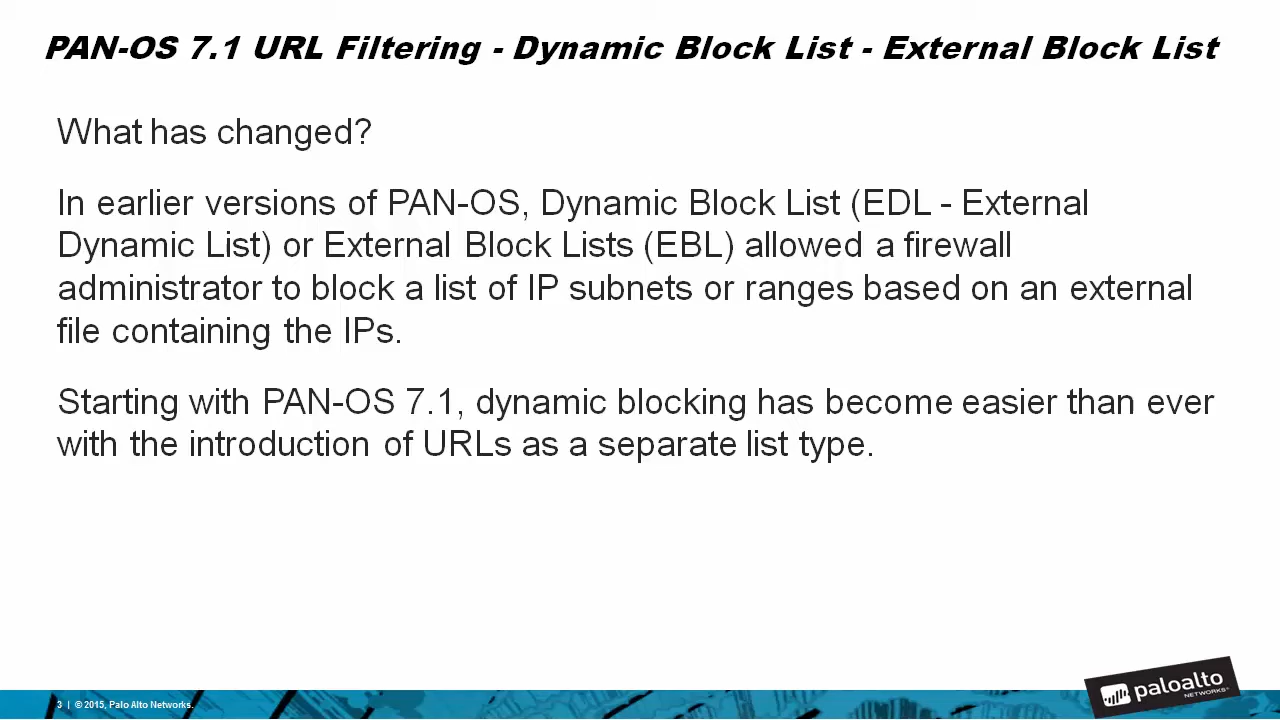 PAN-OS 7.1 URL Filtering - Dynamic Block List - External Block List
What has changed?
In earlier versions of PAN-OS, Dynamic Block List (EDL - External
Dynamic List) or External Block Lists (EBL) allowed a firewall
administrator to block a list of IP subnets or ranges based on an external
file containing the IPs.
Starting with PAN-OS 7.1, dynamic blocking has become easier than ever
with the introduction of URLs as a separate list type.
3 | © 2015, Palo Alto Networks.
paloalto
NETWORKS®